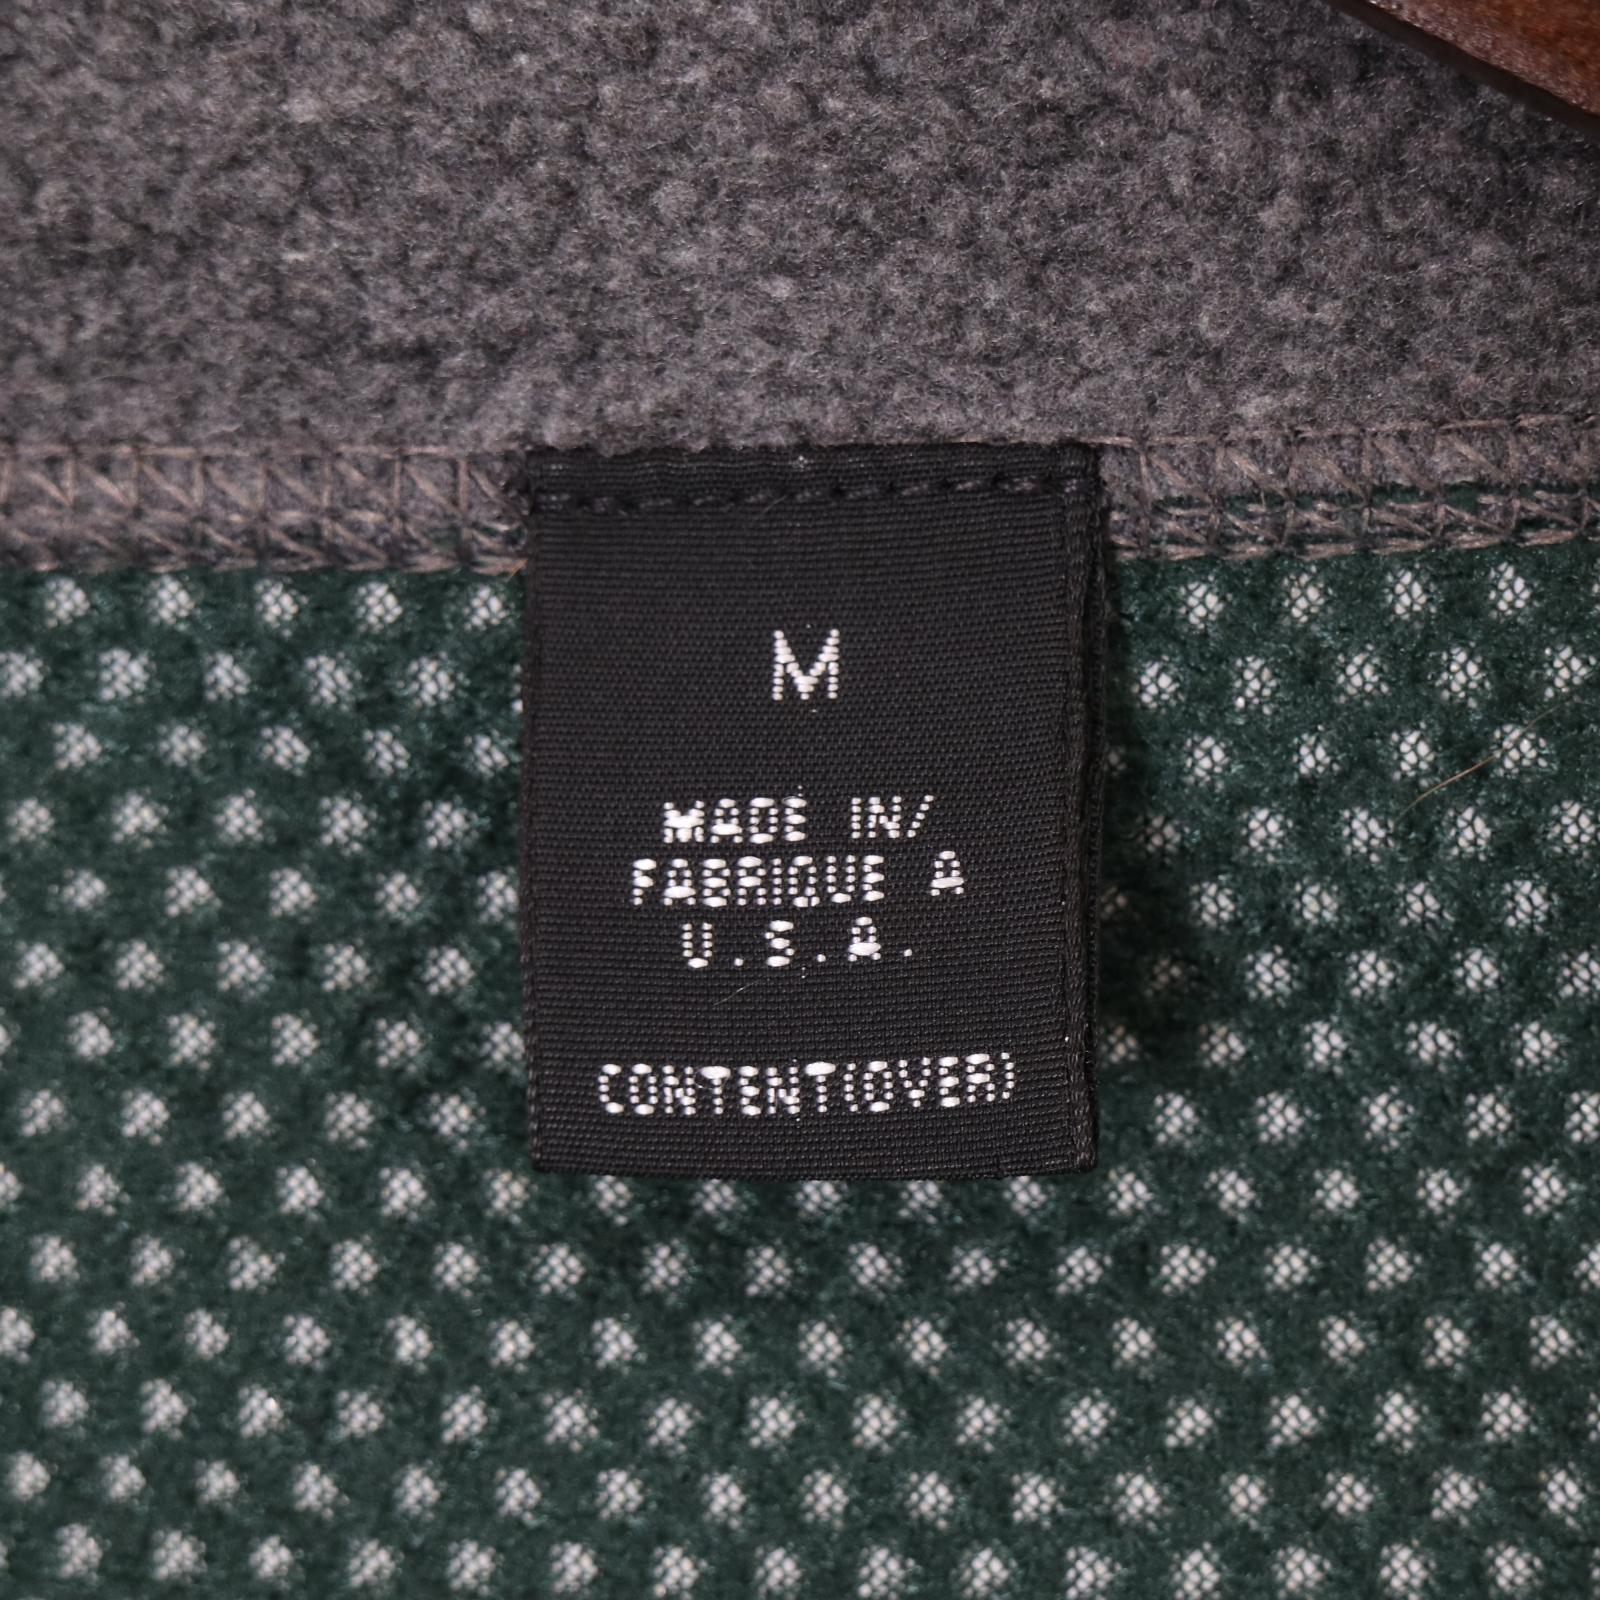 M
MADE IN/
FABRIQUE A
U.S.A.
CONTENT(OVER)